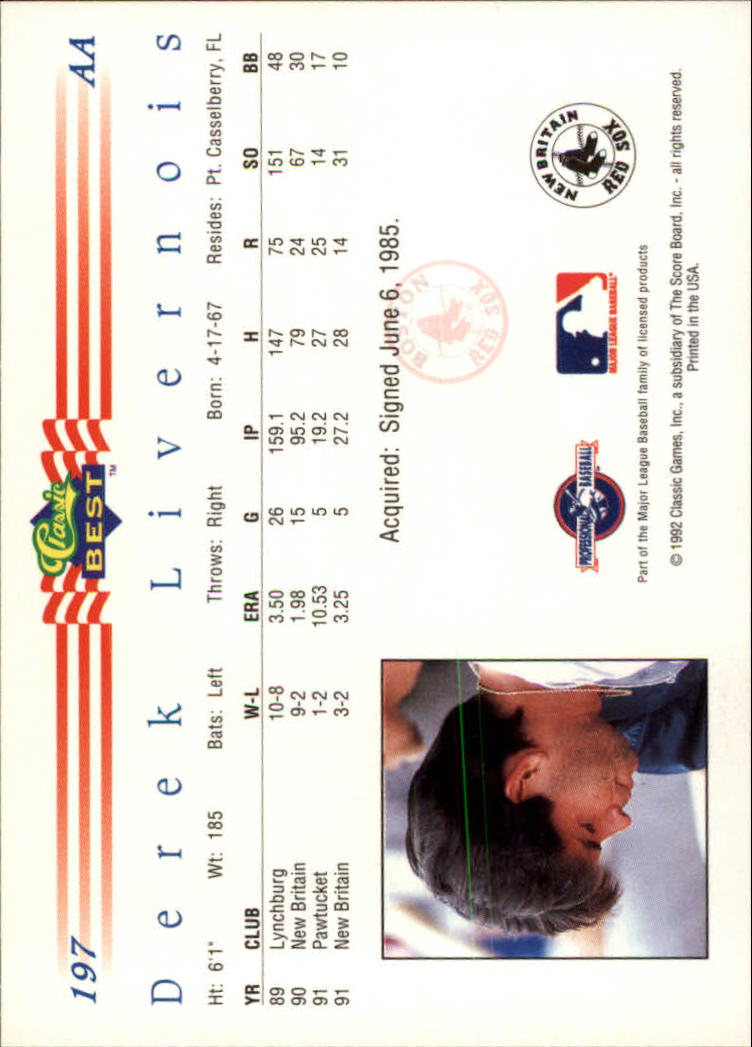 197 Classic BEST ™ AA
Derek Livernois
Ht: 6'1" Wt: 185 Bats: Left Throws: Right Born: 4-17-67 Resides: Pt. Casselberry, FL
YR CLUB W-L ERA G IP H R SO BB
89 Lynchburg 10-8 3.50 26 159.1 147 75 151 48
90 New Britain 9-2 1.98 15 95.2 79 24 67 30
91 Pawtucket 1-2 10.53 5 19.2 27 25 14 17
91 New Britain 3-2 3.25 5 27.2 28 14 31 10
Acquired: Signed June 6, 1985.
BOSTON RED SOX
PROFESSIONAL BASEBALL
MAJOR LEAGUE BASEBALL
NEW BRITAIN RED SOX
Part of the Major League Baseball family of licensed products
© 1992 Classic Games, Inc., a subsidiary of The Score Board, Inc. - all rights reserved.
Printed in the USA.